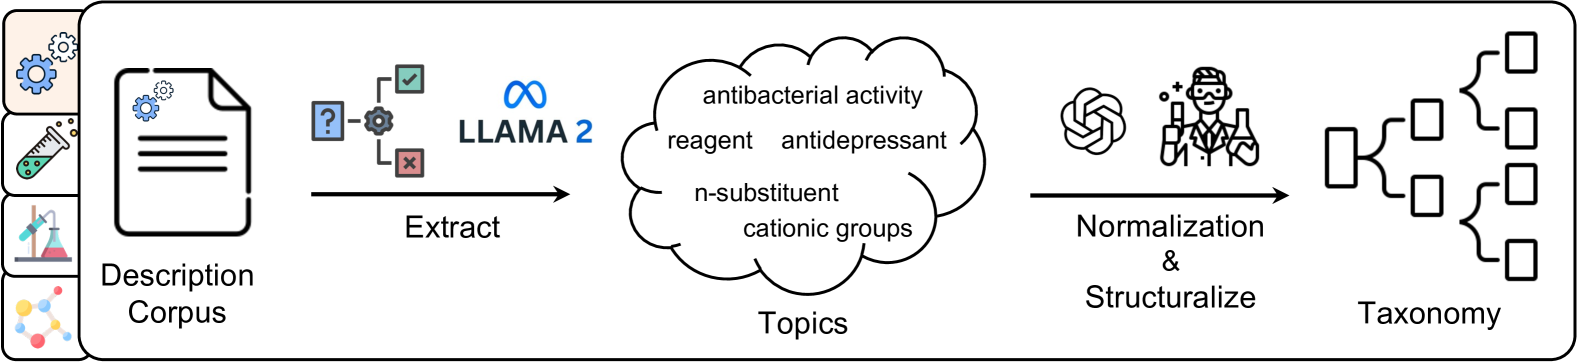 ?
LLAMA 2
Extract
Description
Corpus
antibacterial activity
reagent antidepressant
n-substituent
cationic groups
Topics
Normalization
&
Structuralize
Taxonomy